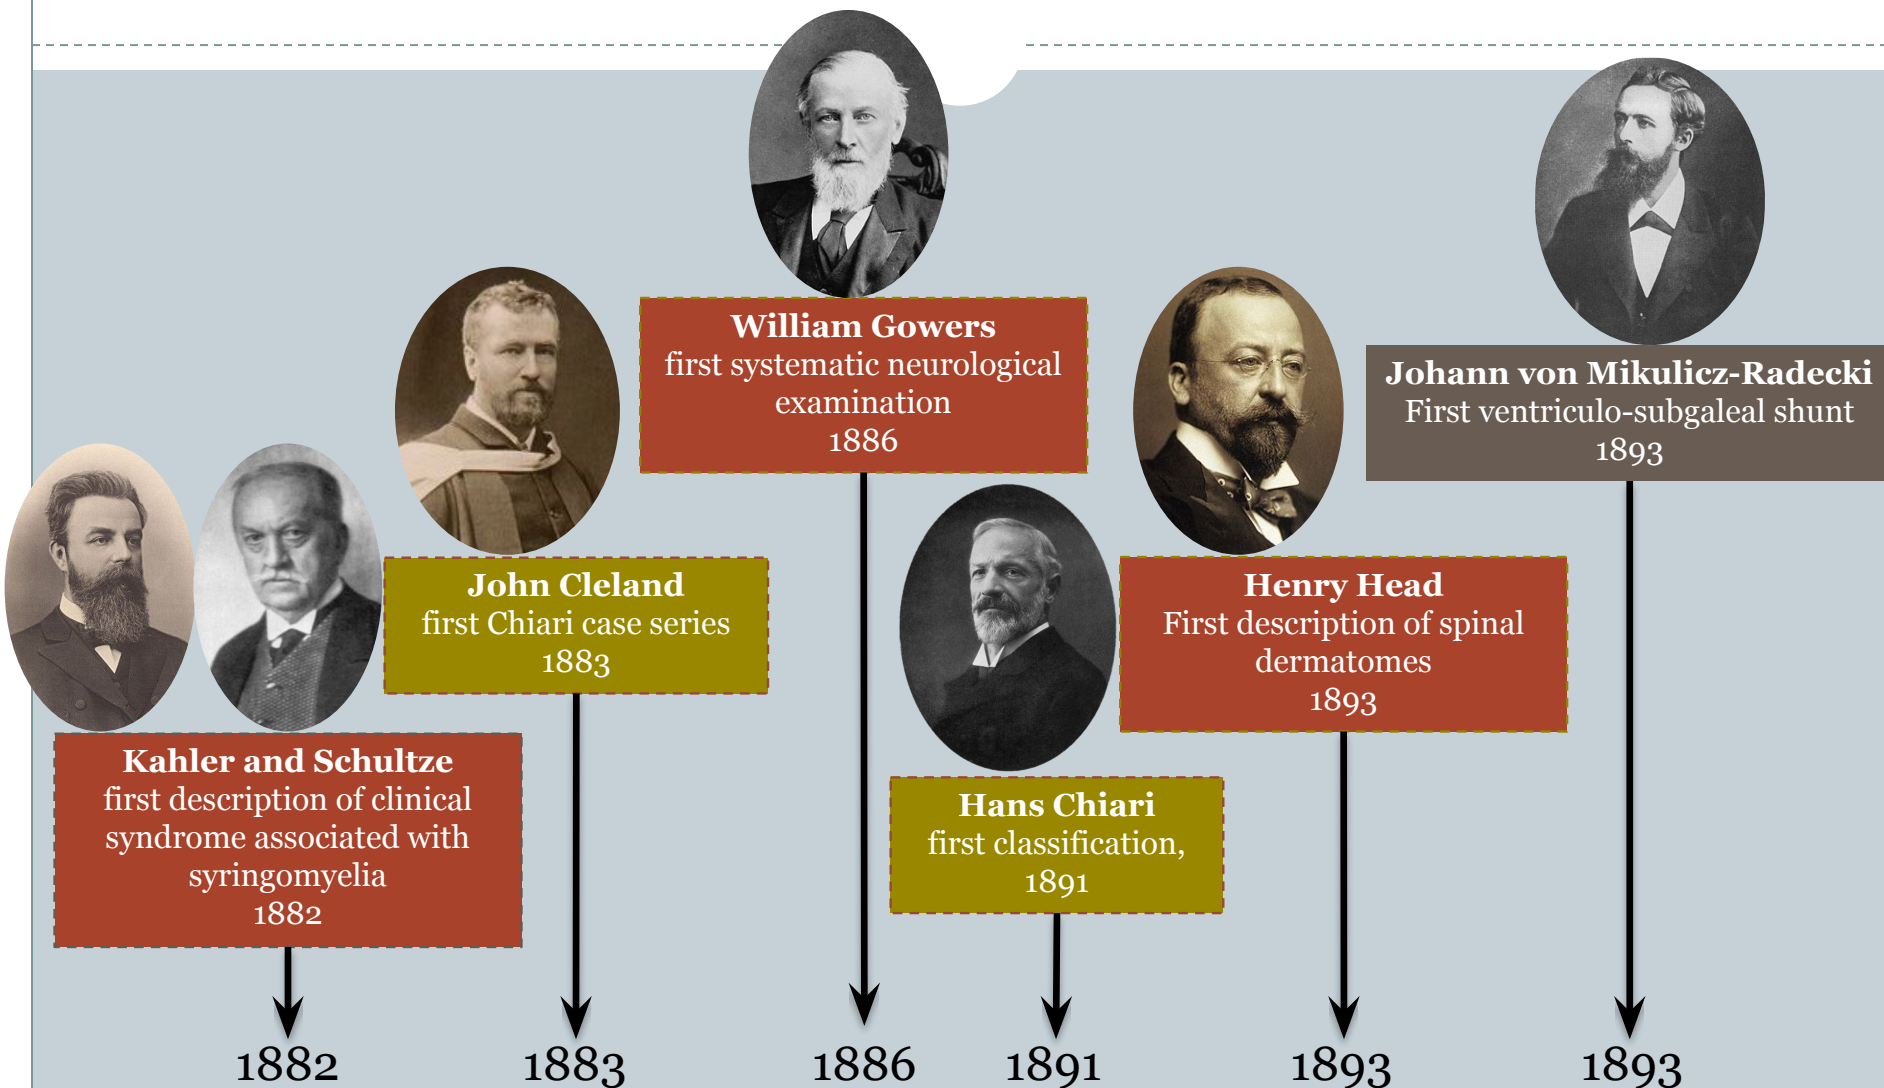 William Gowers
first systematic neurological
examination
1886
Johann von Mikulicz-Radecki
First ventriculo-subgaleal shunt
1893
John Cleland
first Chiari case series
1883
Henry Head
First description of spinal
dermatomes
1893
Kahler and Schultze
first description of clinical
syndrome associated with
syringomyelia
1882
Hans Chiari
first classification,
1891
1882
1883
1886
1891
1893
1893